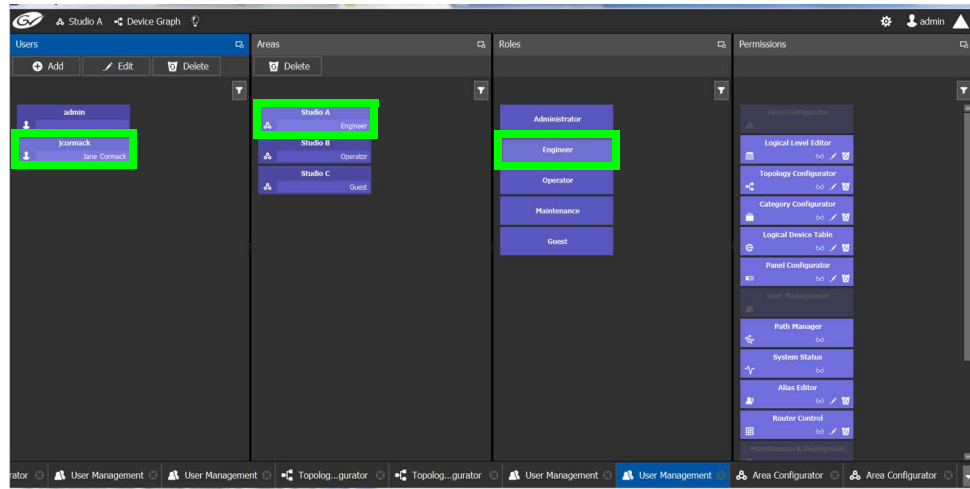 GV Studio A Device Graph admin
Users Areas Roles Permissions
Add Edit Delete Delete
admin
jcormack
Jane Cormack
Studio A
Engineer
Studio B
Operator
Studio C
Guest
Administrator
Engineer
Operator
Maintenance
Guest
Area Configurator
Logical Level Editor
Topology Configurator
Category Configurator
Logical Device Table
Panel Configurator
User Management
Path Manager
System Status
Alias Editor
Router Control
Maintenance & Deployment
rator User Management User Management Topolog...gurator Topolog...gurator User Management User Management Area Configurator Area Configurator